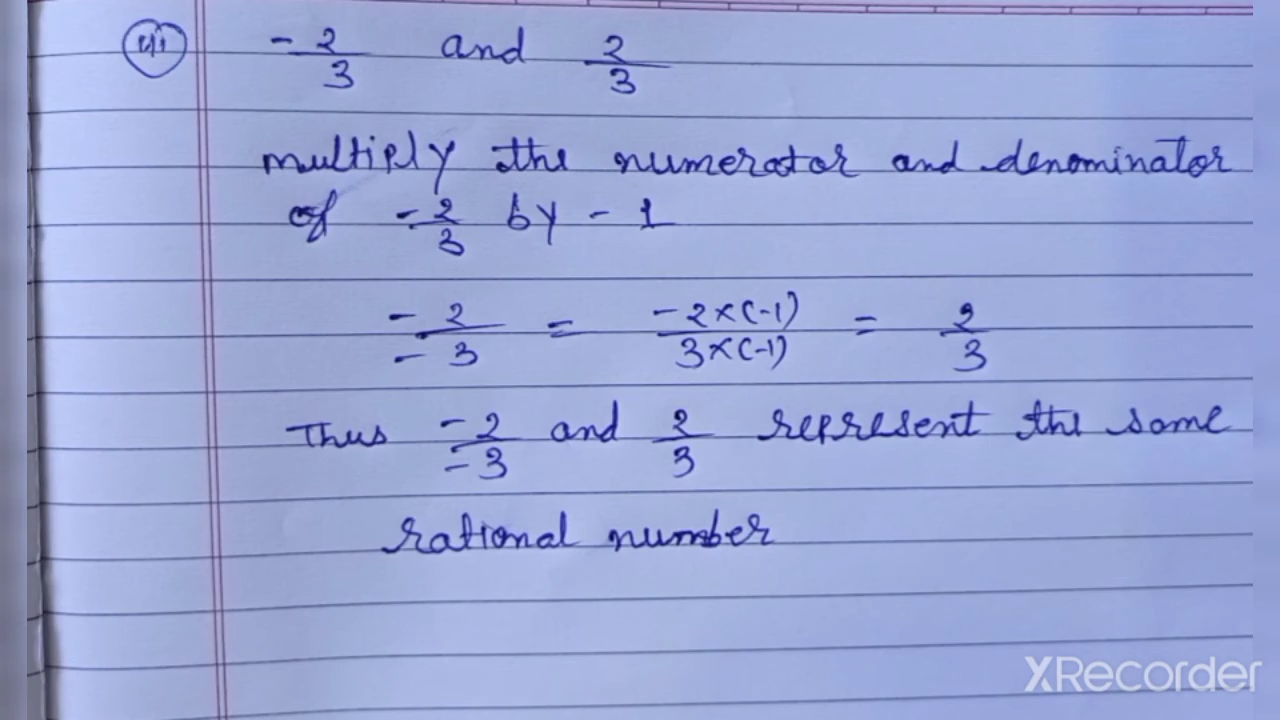 (iii) -2/3 and 2/3
multiply the numerator and denominator
of -2/3 by -1
-2/-3 = -2×(-1)/3×(-1) = 2/3
Thus -2/-3 and 2/3 represent the same
rational number
XRecorder